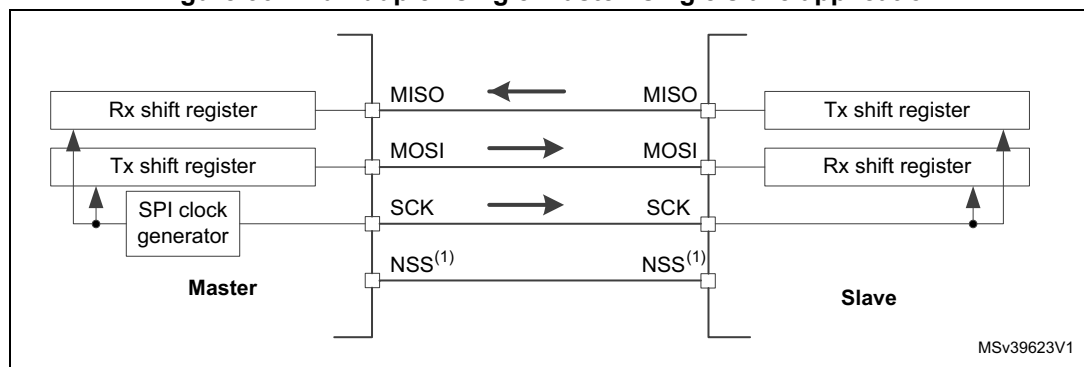 MISO MISO
Rx shift register Tx shift register
MOSI MOSI
Tx shift register Rx shift register
SPI clock
generator
SCK SCK
NSS(1) NSS(1)
Master Slave
MSv39623V1